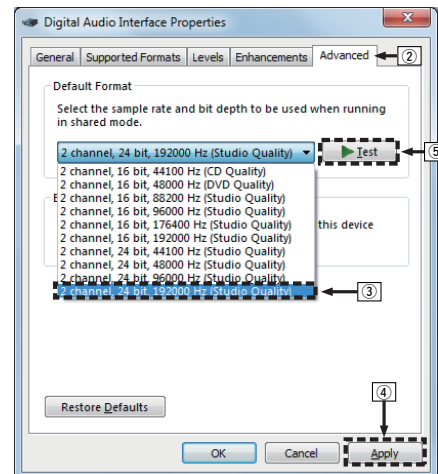 Digital Audio Interface Properties
General Supported Formats Levels Enhancements Advanced ②
Default Format
Select the sample rate and bit depth to be used when running
in shared mode.
2 channel, 24 bit, 192000 Hz (Studio Quality) Test ⑤
2 channel, 16 bit, 44100 Hz (CD Quality)
2 channel, 16 bit, 48000 Hz (DVD Quality)
E 2 channel, 16 bit, 88200 Hz (Studio Quality)
2 channel, 16 bit, 96000 Hz (Studio Quality)
2 channel, 16 bit, 176400 Hz (Studio Quality) this device
2 channel, 16 bit, 192000 Hz (Studio Quality)
2 channel, 24 bit, 44100 Hz (Studio Quality)
2 channel, 24 bit, 48000 Hz (Studio Quality)
2 channel, 24 bit, 96000 Hz (Studio Quality)
2 channel, 24 bit, 192000 Hz (Studio Quality) ③
④
Restore Defaults
OK Cancel Apply